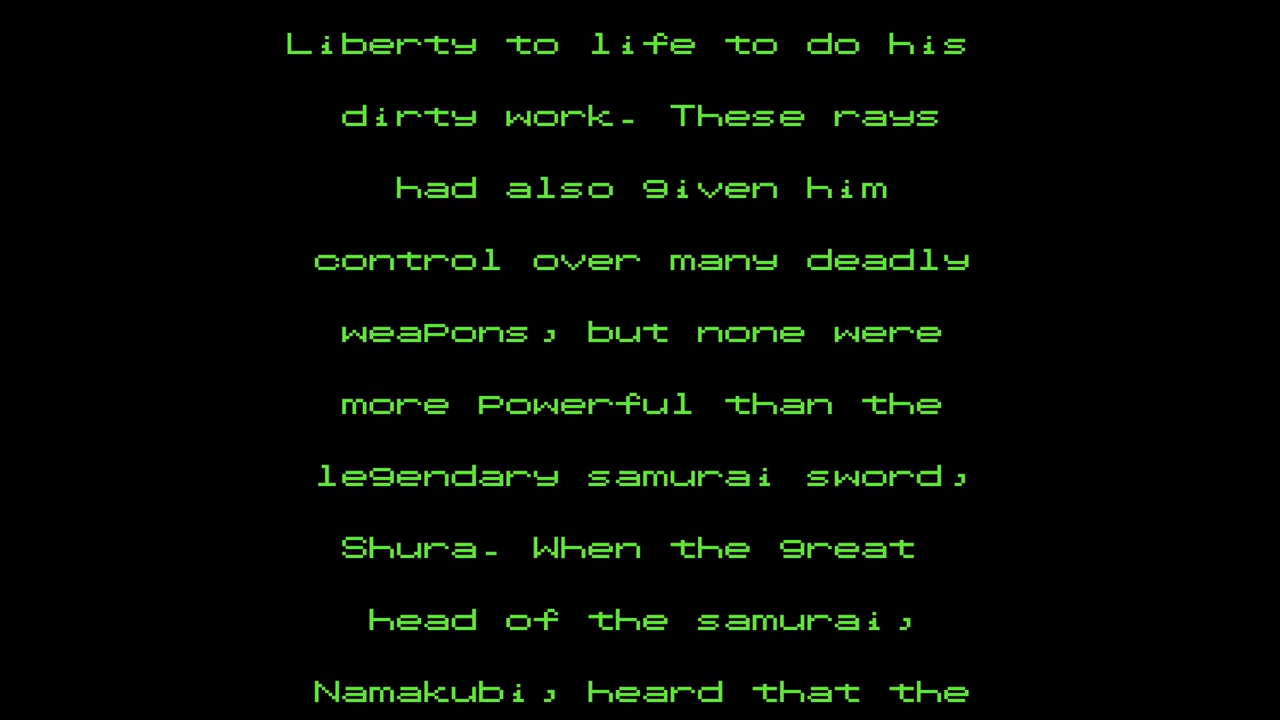 Liberty to life to do his
dirty work. These rays
had also given him
control over many deadly
weapons, but none were
more powerful than the
legendary samurai sword,
Shura. When the great
head of the samurai,
Namakubi, heard that the